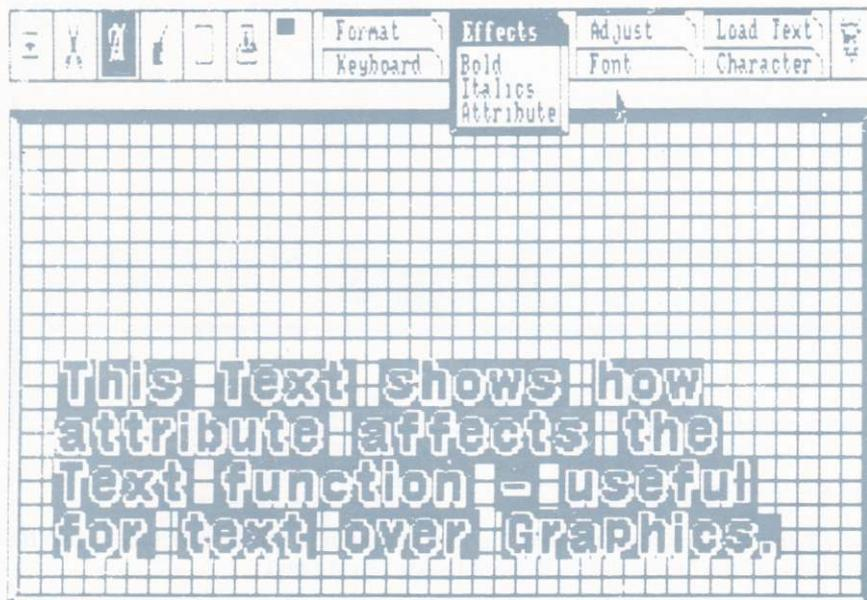 Format
Keyboard
Effects
Bold
Italics
Attribute
Adjust
Font
Load Text
Character
This Text shows how
attribute affects the
Text function - useful
for text over Graphics.